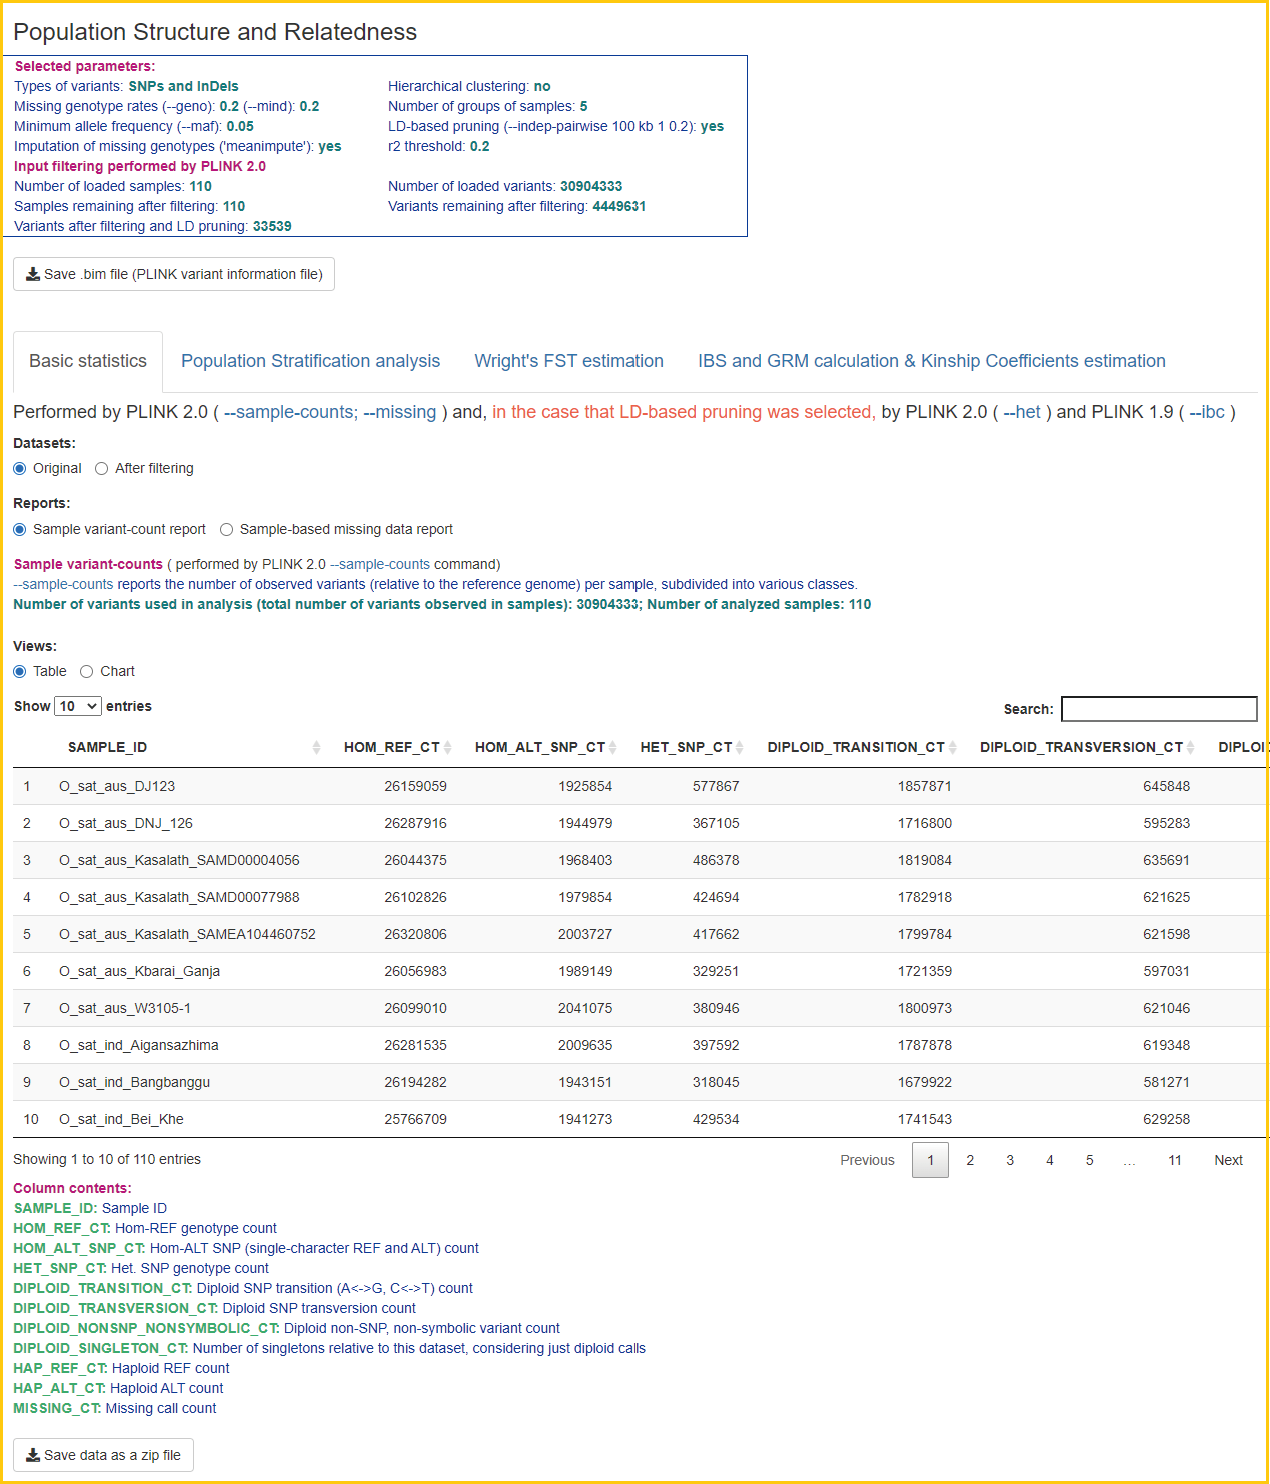 Population Structure and Relatedness
Selected parameters:
Types of variants: SNPs and InDels Hierarchical clustering: no
Missing genotype rates (--geno): 0.2 (--mind): 0.2 Number of groups of samples: 5
Minimum allele frequency (--maf): 0.05 LD-based pruning (--indep-pairwise 100 kb 1 0.2): yes
Imputation of missing genotypes ('meanimpute'): yes r2 threshold: 0.2
Input filtering performed by PLINK 2.0
Number of loaded samples: 110 Number of loaded variants: 30904333
Samples remaining after filtering: 110 Variants remaining after filtering: 4449631
Variants after filtering and LD pruning: 33539
Save .bim file (PLINK variant information file)
Basic statistics Population Stratification analysis Wright's FST estimation IBS and GRM calculation & Kinship Coefficients estimation
Performed by PLINK 2.0 ( --sample-counts; --missing ) and, in the case that LD-based pruning was selected, by PLINK 2.0 ( --het ) and PLINK 1.9 ( --ibc )
Datasets:
Original After filtering
Reports:
Sample variant-count report Sample-based missing data report
Sample variant-counts ( performed by PLINK 2.0 --sample-counts command)
--sample-counts reports the number of observed variants (relative to the reference genome) per sample, subdivided into various classes.
Number of variants used in analysis (total number of variants observed in samples): 30904333; Number of analyzed samples: 110
Views:
Table Chart
Show 10 entries Search:
SAMPLE_ID HOM_REF_CT HOM_ALT_SNP_CT HET_SNP_CT DIPLOID_TRANSITION_CT DIPLOID_TRANSVERSION_CT DIPLOI
1 O_sat_aus_DJ123 26159059 1925854 577867 1857871 645848
2 O_sat_aus_DNJ_126 26287916 1944979 367105 1716800 595283
3 O_sat_aus_Kasalath_SAMD00004056 26044375 1968403 486378 1819084 635691
4 O_sat_aus_Kasalath_SAMD00077988 26102826 1979854 424694 1782918 621625
5 O_sat_aus_Kasalath_SAMEA104460752 26320806 2003727 417662 1799784 621598
6 O_sat_aus_Kbarai_Ganja 26056983 1989149 329251 1721359 597031
7 O_sat_aus_W3105-1 26099010 2041075 380946 1800973 621046
8 O_sat_ind_Aigansazhima 26281535 2009635 397592 1787878 619348
9 O_sat_ind_Bangbanggu 26194282 1943151 318045 1679922 581271
10 O_sat_ind_Bei_Khe 25766709 1941273 429534 1741543 629258
Showing 1 to 10 of 110 entries Previous 1 2 3 4 5 … 11 Next
Column contents:
SAMPLE_ID: Sample ID
HOM_REF_CT: Hom-REF genotype count
HOM_ALT_SNP_CT: Hom-ALT SNP (single-character REF and ALT) count
HET_SNP_CT: Het. SNP genotype count
DIPLOID_TRANSITION_CT: Diploid SNP transition (A<->G, C<->T) count
DIPLOID_TRANSVERSION_CT: Diploid SNP transversion count
DIPLOID_NONSNP_NONSYMBOLIC_CT: Diploid non-SNP, non-symbolic variant count
DIPLOID_SINGLETON_CT: Number of singletons relative to this dataset, considering just diploid calls
HAP_REF_CT: Haploid REF count
HAP_ALT_CT: Haploid ALT count
MISSING_CT: Missing call count
Save data as a zip file